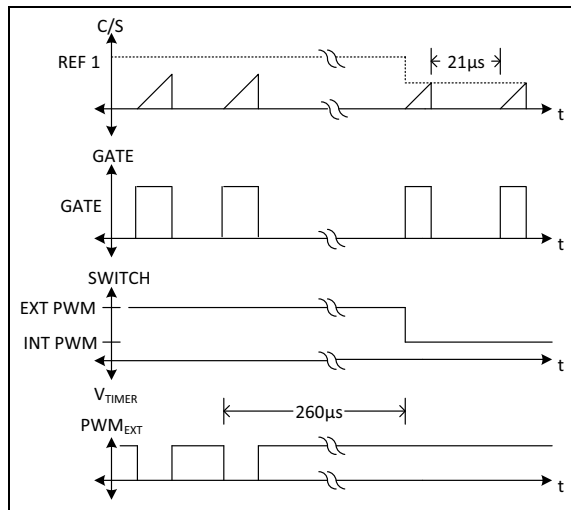 C/S
REF 1
21μs
t
GATE
GATE
t
SWITCH
EXT PWM
INT PWM
t
VTIMER
260μs
PWMEXT
t